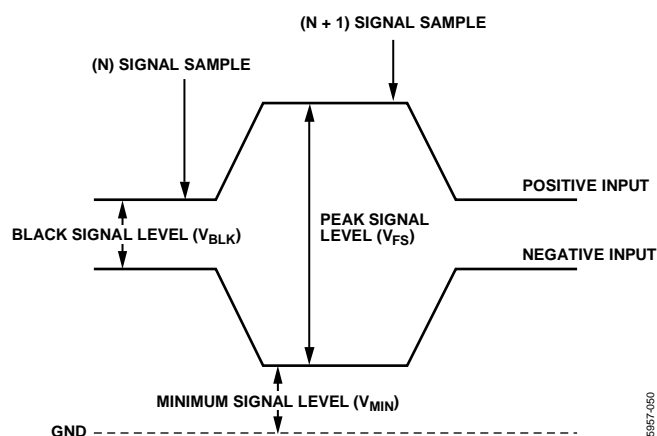 (N + 1) SIGNAL SAMPLE
(N) SIGNAL SAMPLE
POSITIVE INPUT
PEAK SIGNAL
LEVEL (VFS)
BLACK SIGNAL LEVEL (VBLK)
NEGATIVE INPUT
MINIMUM SIGNAL LEVEL (VMIN)
GND
5957-050